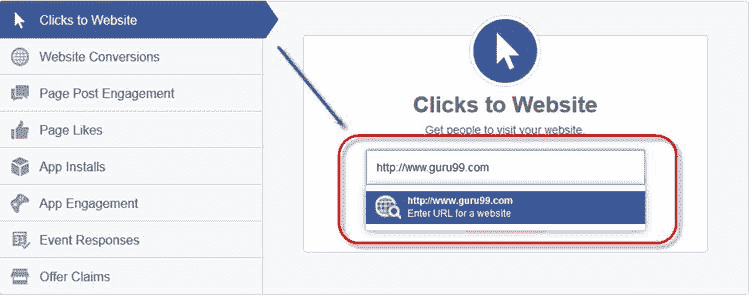 Clicks to Website
Website Conversions
Page Post Engagement
Page Likes
App Installs
App Engagement
Event Responses
Offer Claims
Clicks to Website
Get people to visit your website.
http://www.guru99.com
http://www.guru99.com
Enter URL for a website